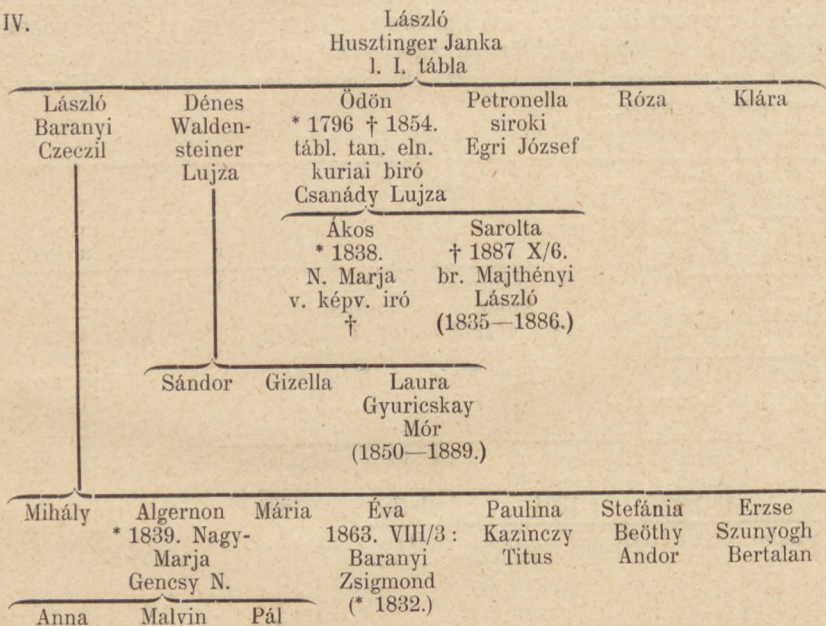 IV.
László
Husztinger Janka
l. I. tábla
László
Baranyi
Czeczil
Dénes
Walden-
steiner
Lujza
Ödön
* 1796 † 1854.
tábl. tan. eln.
kuriai biró
Csanády Lujza
Petronella
siroki
Egri József
Róza
Klára
Ákos
* 1838.
N. Marja
v. képv. iró
†
Sarolta
† 1887 X/6.
br. Majthényi
László
(1835—1886.)
Sándor
Gizella
Laura
Gyuricskay
Mór
(1850—1889.)
Mihály
Algernon
* 1839. Nagy-
Marja
Gencsy N.
Mária
Éva
1863. VIII/3 :
Baranyi
Zsigmond
(* 1832.)
Paulina
Kazinczy
Titus
Stefánia
Beöthy
Andor
Erzse
Szunyogh
Bertalan
Anna
Malvin
Pál